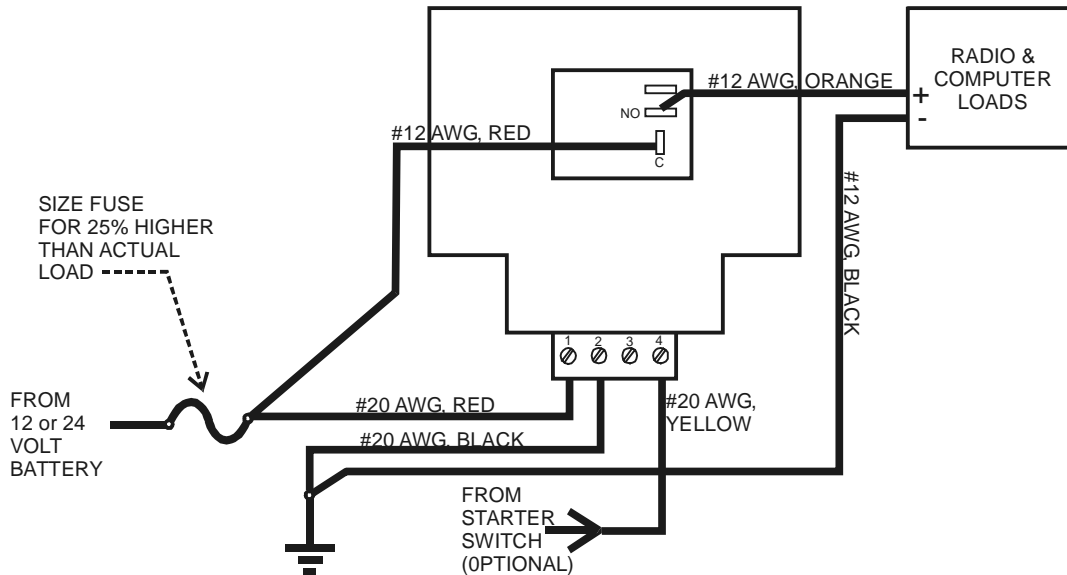 RADIO &
COMPUTER
LOADS
+
-
#12 AWG, ORANGE
NO
C
#12 AWG, RED
#12 AWG, BLACK
SIZE FUSE
FOR 25% HIGHER
THAN ACTUAL
LOAD
1 2 3 4
FROM
12 or 24
VOLT
BATTERY
#20 AWG, RED
#20 AWG, BLACK
#20 AWG,
YELLOW
FROM
STARTER
SWITCH
(0PTIONAL)